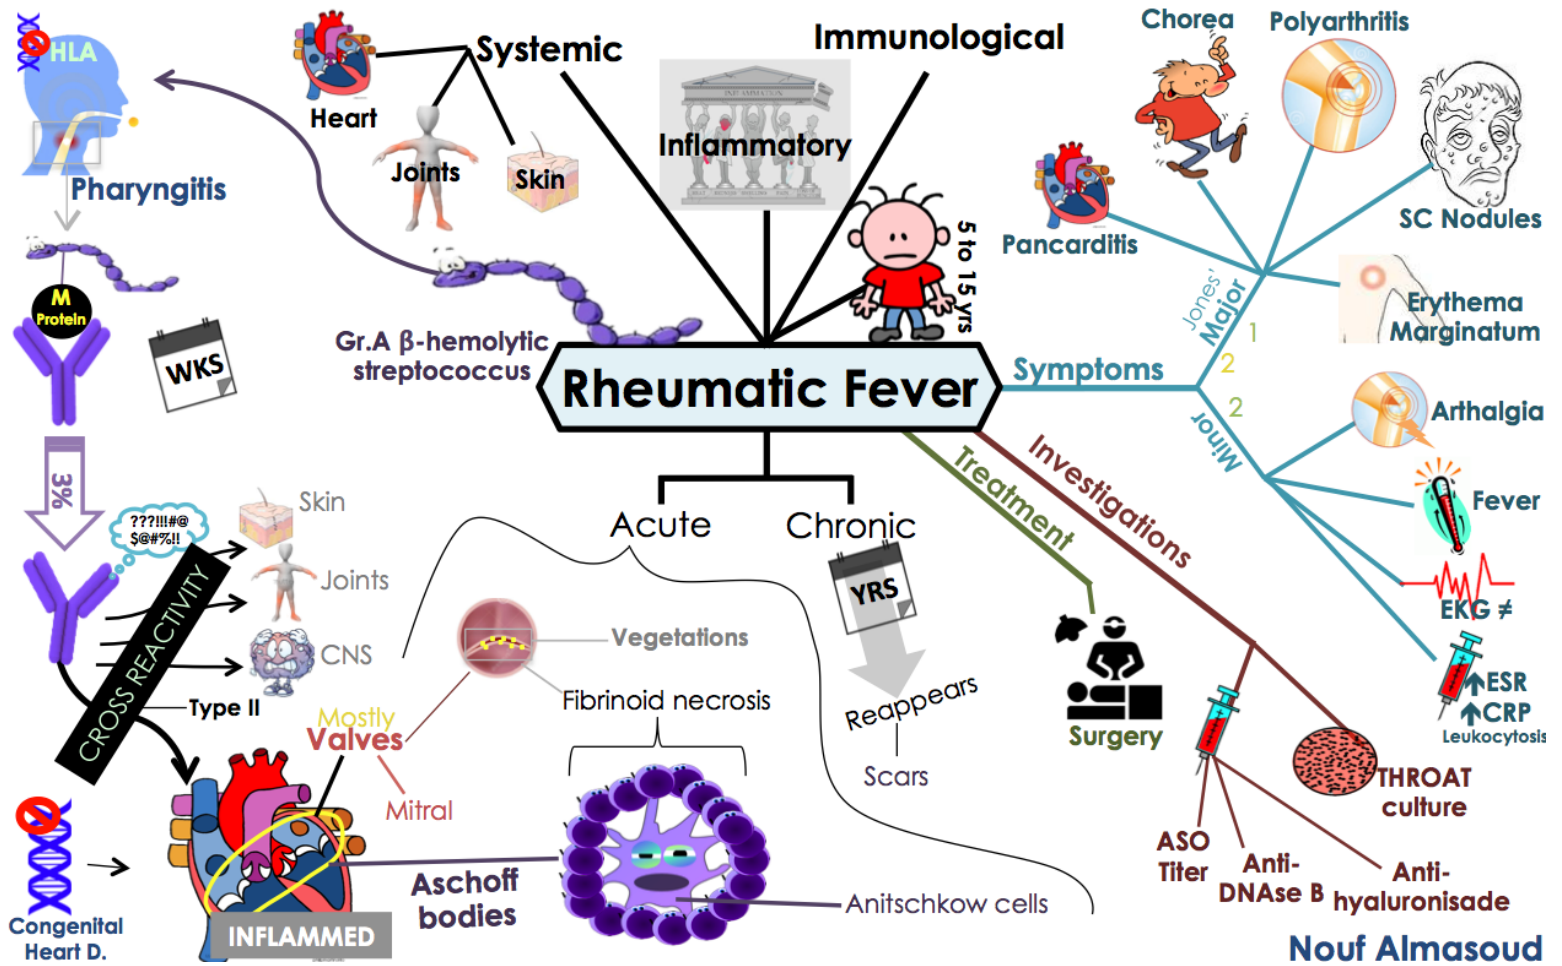 HLA
Pharyngitis
M
Protein
WKS
3%
???!!!#@
$@#%!!
CROSS REACTIVITY
Skin
Joints
CNS
Type II
Congenital
Heart D.
INFLAMMED
Mostly
Valves
Mitral
Aschoff
bodies
Systemic
Heart
Joints
Skin
INFLAMMATION
Inflammatory
Immunological
5 to 15 yrs
Gr.A β-hemolytic
streptococcus
Rheumatic Fever
Acute
Chronic
YRS
Reappears
Scars
Vegetations
Fibrinoid necrosis
Anitschkow cells
Symptoms
Jones'
Major
1
2
2
Minor
Chorea
Polyarthritis
Pancarditis
SC Nodules
Erythema
Marginatum
Arthalgia
Fever
EKG ≠
ESR
CRP
Leukocytosis
Treatment
Surgery
Investigations
THROAT
culture
ASO
Titer
Anti-
DNAse B
Anti-
hyaluronisade
Nouf Almasoud